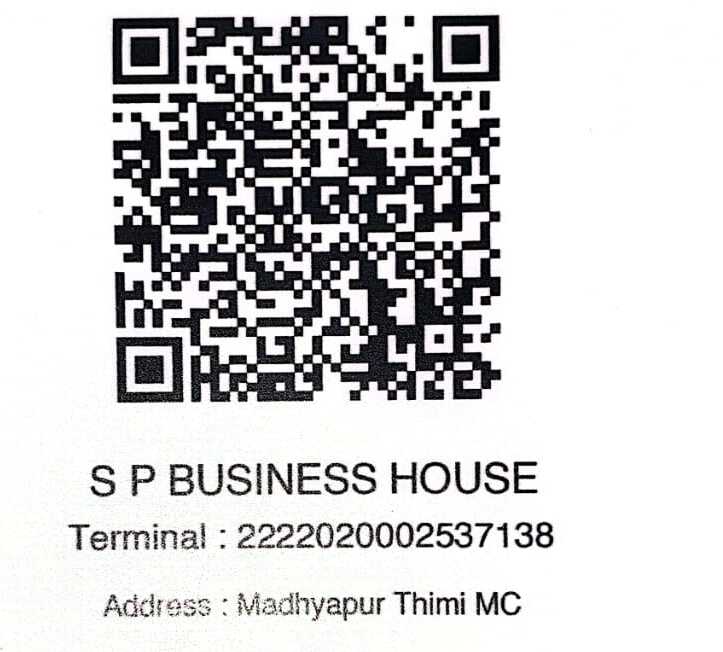 S P BUSINESS HOUSE
Terminal : 2222020002537138
Address : Madhyapur Thimi MC